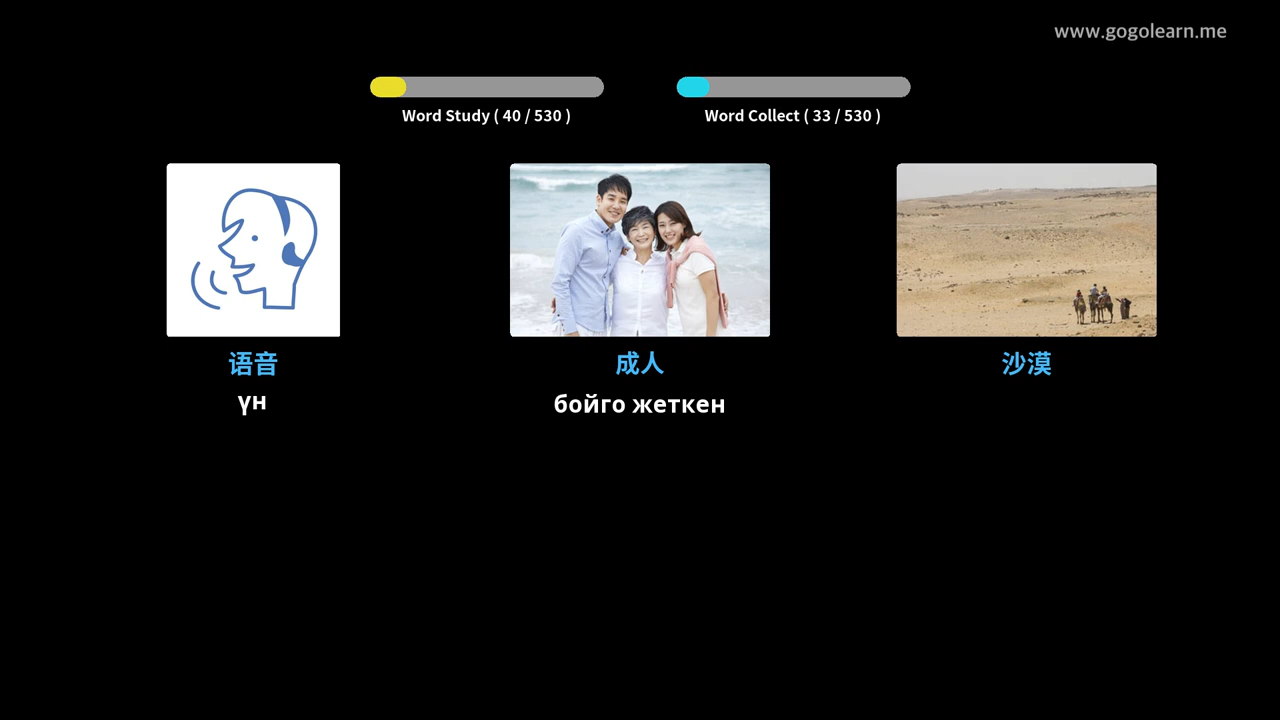 www.gogolearn.me
Word Study ( 40 / 530 )
Word Collect ( 33 / 530 )
语音
成人
沙漠
үн
бойго жеткен